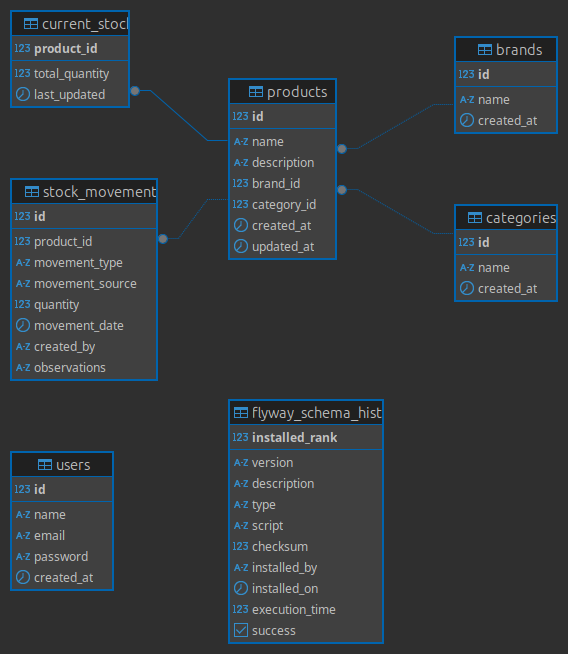 current_stoc
123 product_id
123 total_quantity
last_updated
products
123 id
A-Z name
A-Z description
123 brand_id
123 category_id
created_at
updated_at
brands
123 id
A-Z name
created_at
stock_movement
123 id
123 product_id
A-Z movement_type
A-Z movement_source
123 quantity
movement_date
A-Z created_by
A-Z observations
categories
123 id
A-Z name
created_at
flyway_schema_hist
123 installed_rank
A-Z version
A-Z description
A-Z type
A-Z script
123 checksum
A-Z installed_by
installed_on
123 execution_time
success
users
123 id
A-Z name
A-Z email
A-Z password
created_at